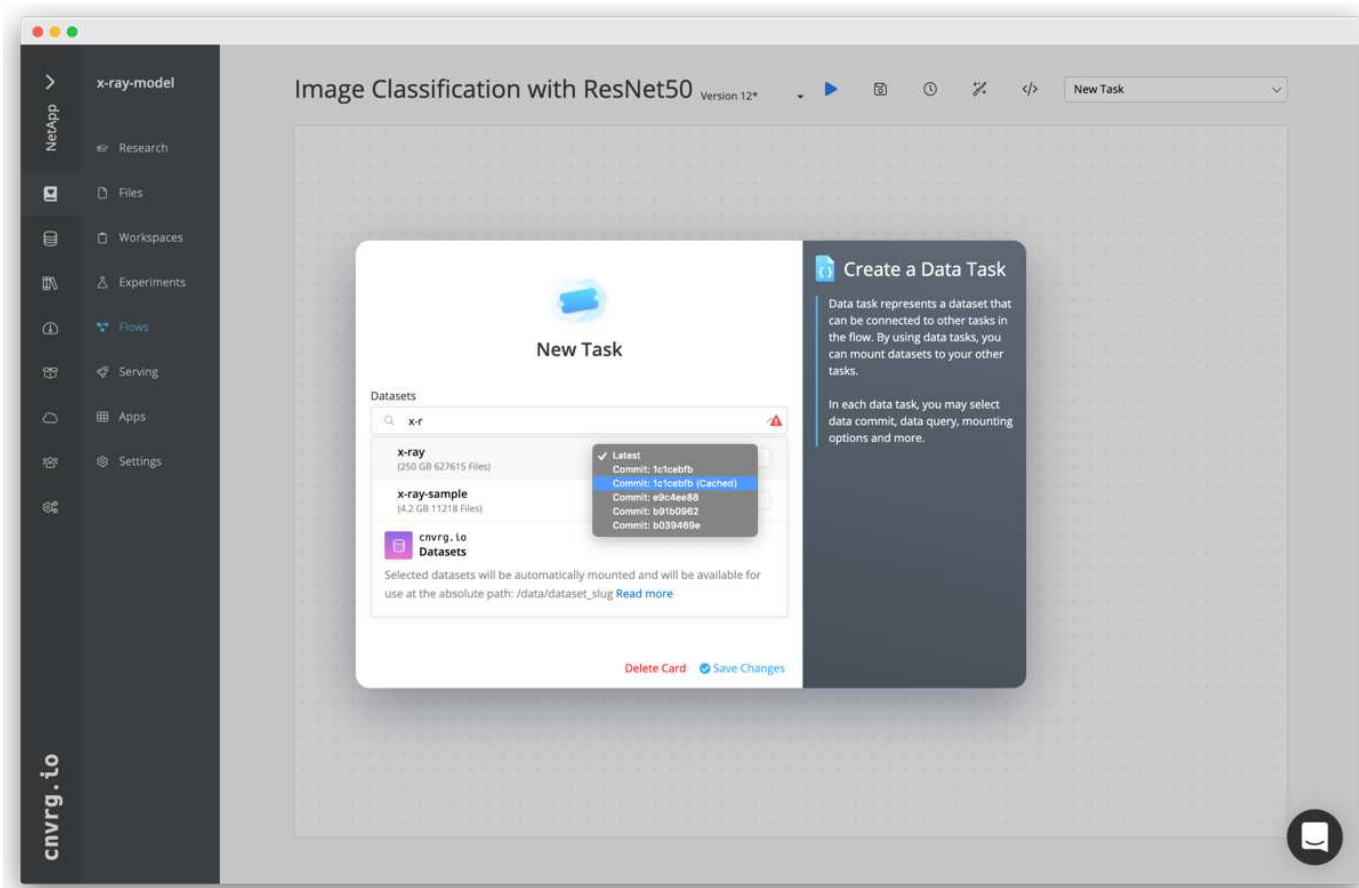 NetApp
cnvrg.io
x-ray-model
Research
Files
Workspaces
Experiments
Flows
Serving
Apps
Settings
Image Classification with ResNet50 Version 12*
New Task
New Task
Datasets
x-r
x-ray
(250 GB 627615 Files)
x-ray-sample
(4.2 GB 11218 Files)
✓ Latest
Commit: 1c1cebfb
Commit: 1c1cebfb (Cached)
Commit: e9c4ee88
Commit: b91b0962
Commit: b039469e
cnvrg.io
Datasets
Selected datasets will be automatically mounted and will be available for
use at the absolute path: /data/dataset_slug Read more
Delete Card
Save Changes
Create a Data Task
Data task represents a dataset that
can be connected to other tasks in
the flow. By using data tasks, you
can mount datasets to your other
tasks.
In each data task, you may select
data commit, data query, mounting
options and more.